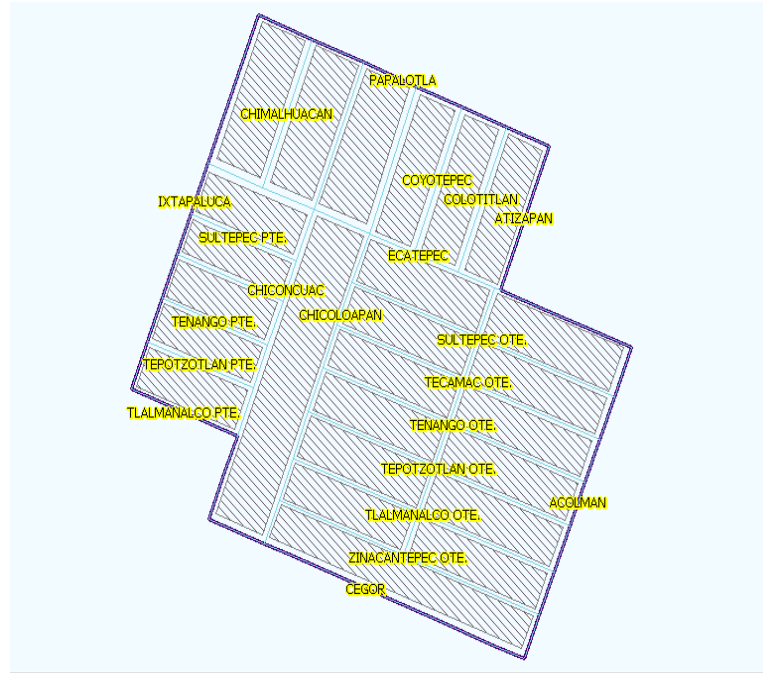 PAPALOTLA
CHIMALHUACAN
COYOTEPEC
COLOTITLAN
IXTAPALUCA
ATIZAPAN
SULTEPEC PTE.
ECATEPEC
CHICONCUAC
CHICOLOAPAN
TENANGO PTE.
SULTEPEC OTE.
TEPOTZOTLAN PTE.
TECAMAC OTE.
TLALMANALCO PTE.
TENANGO OTE.
TEPOTZOTLAN OTE.
ACOLMAN
TLALMANALCO OTE.
ZINACANTEPEC OTE.
CEGOR